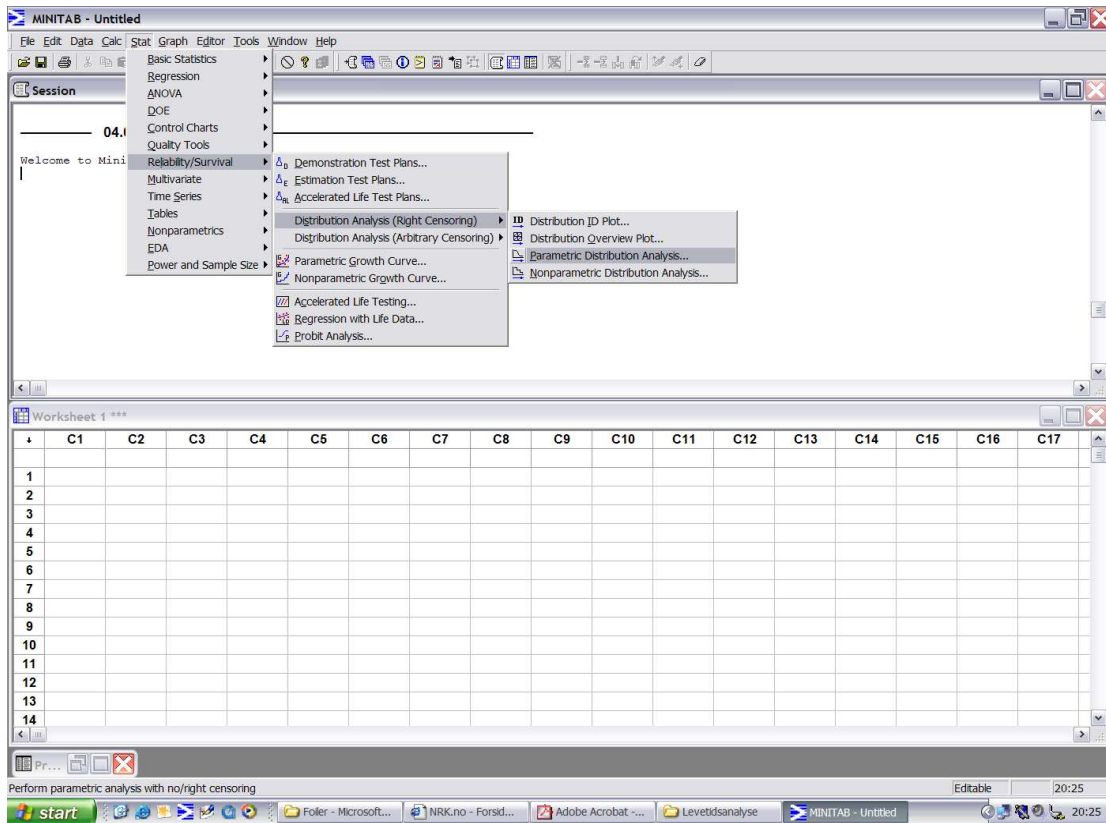 MINITAB - Untitled
File Edit Data Calc Stat Graph Editor Tools Window Help
Session
04.
Welcome to Mini
Basic Statistics
Regression
ANOVA
DOE
Control Charts
Quality Tools
Reliability/Survival
Multivariate
Time Series
Tables
Nonparametrics
EDA
Power and Sample Size
Demonstration Test Plans...
Estimation Test Plans...
Accelerated Life Test Plans...
Distribution Analysis (Right Censoring)
Distribution Analysis (Arbitrary Censoring)
Parametric Growth Curve...
Nonparametric Growth Curve...
Accelerated Life Testing...
Regression with Life Data...
Probit Analysis...
Distribution ID Plot...
Distribution Overview Plot...
Parametric Distribution Analysis...
Nonparametric Distribution Analysis...
Worksheet 1 ***
C1 C2 C3 C4 C5 C6 C7 C8 C9 C10 C11 C12 C13 C14 C15 C16 C17
1
2
3
4
5
6
7
8
9
10
11
12
13
14
Pr...
Perform parametric analysis with no/right censoring Editable 20:25
start Foiler - Microsoft... NRK.no - Forsid... Adobe Acrobat -... Levetidsanalyse MINITAB - Untitled 20:25